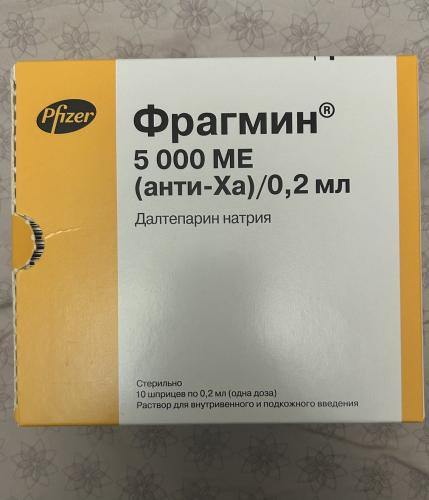 Pfizer
Фрагмин®
5 000 МЕ
(анти-Ха)/0,2 мл
Далтепарин натрия
Стерильно
10 шприцев по 0,2 мл (одна доза)
Раствор для внутривенного и подкожного введения